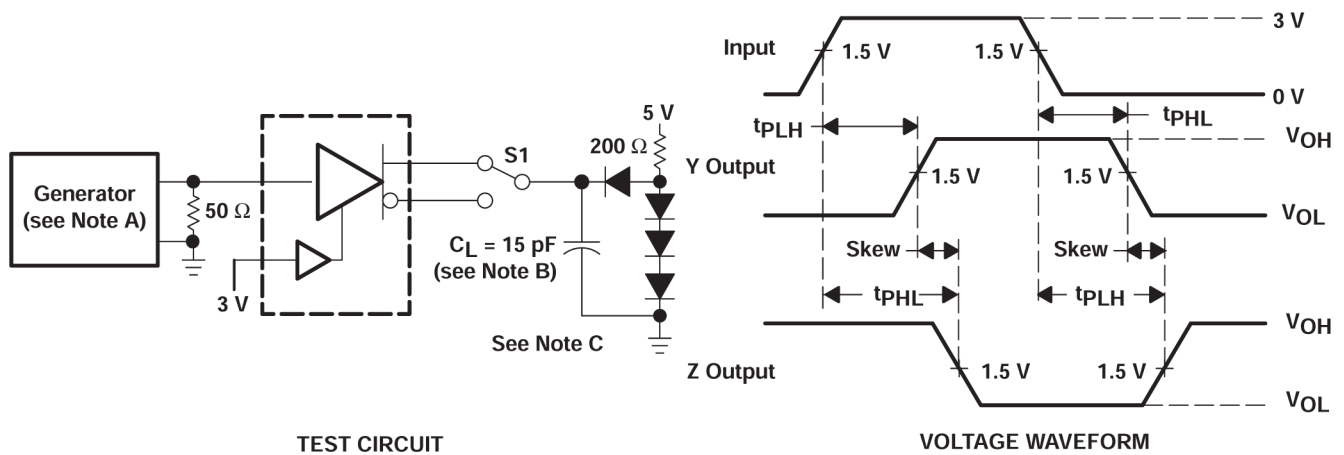 Generator
(see Note A)
50 Ω
3 V
S1
200 Ω
5 V
CL = 15 pF
(see Note B)
See Note C
TEST CIRCUIT
Input
1.5 V
1.5 V
3 V
0 V
tPLH
tPHL
Y Output
1.5 V
1.5 V
VOH
VOL
Skew
Skew
tPHL
tPLH
Z Output
1.5 V
1.5 V
VOH
VOL
VOLTAGE WAVEFORM